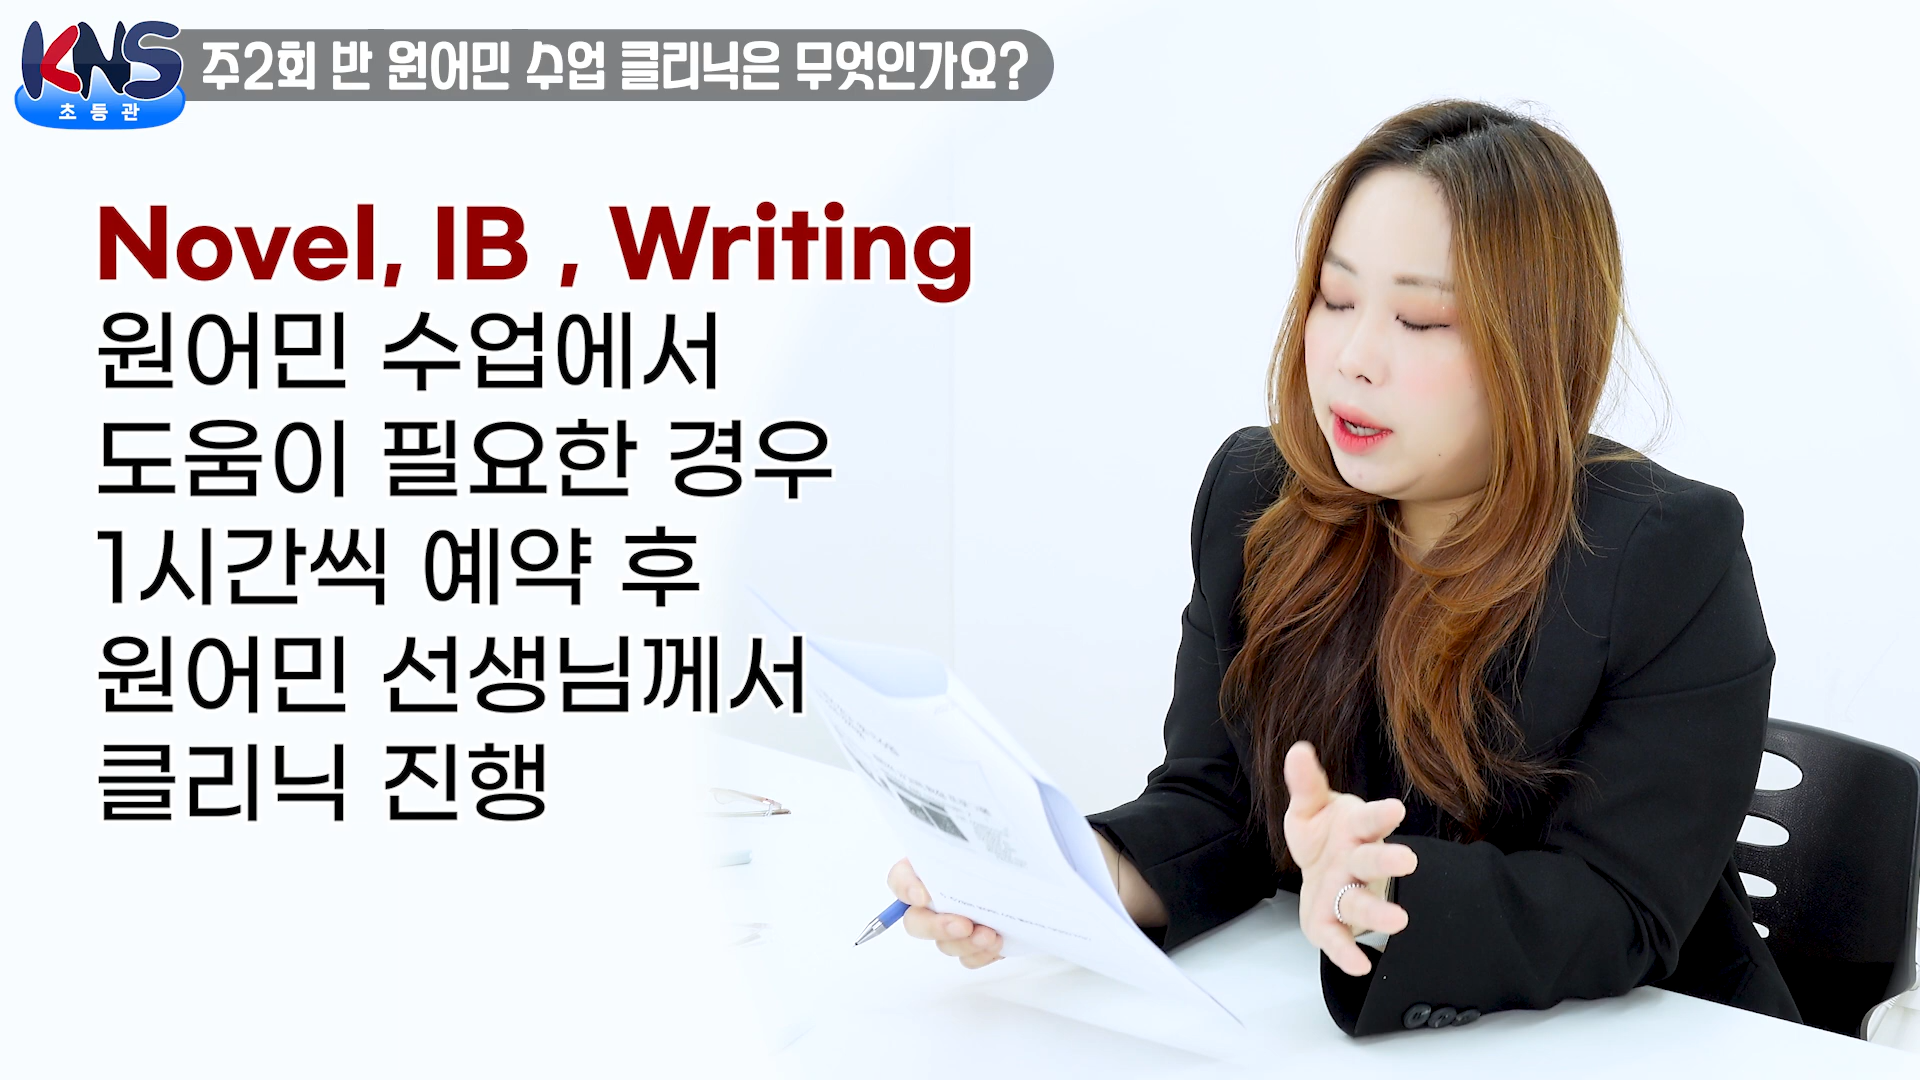 KNS
초등관
주2회 반 원어민 수업 클리닉은 무엇인가요?
Novel, IB , Writing
원어민 수업에서
도움이 필요한 경우
1시간씩 예약 후
원어민 선생님께서
클리닉 진행